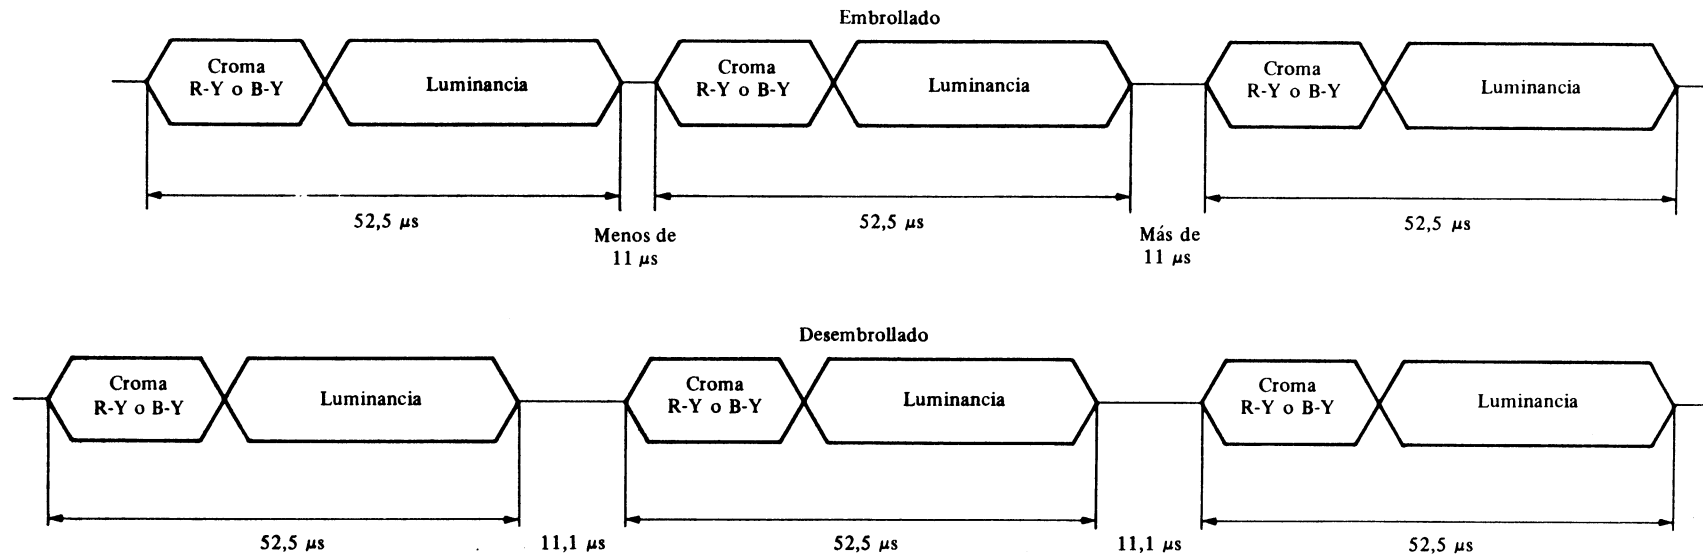 Embrollado
Croma
R-Y o B-Y
Luminancia
Croma
R-Y o B-Y
Luminancia
Croma
R-Y o B-Y
Luminancia
52,5 μs
Menos de
11 μs
52,5 μs
Más de
11 μs
52,5 μs
Desembrollado
Croma
R-Y o B-Y
Luminancia
Croma
R-Y o B-Y
Luminancia
Croma
R-Y o B-Y
Luminancia
52,5 μs
11,1 μs
52,5 μs
11,1 μs
52,5 μs